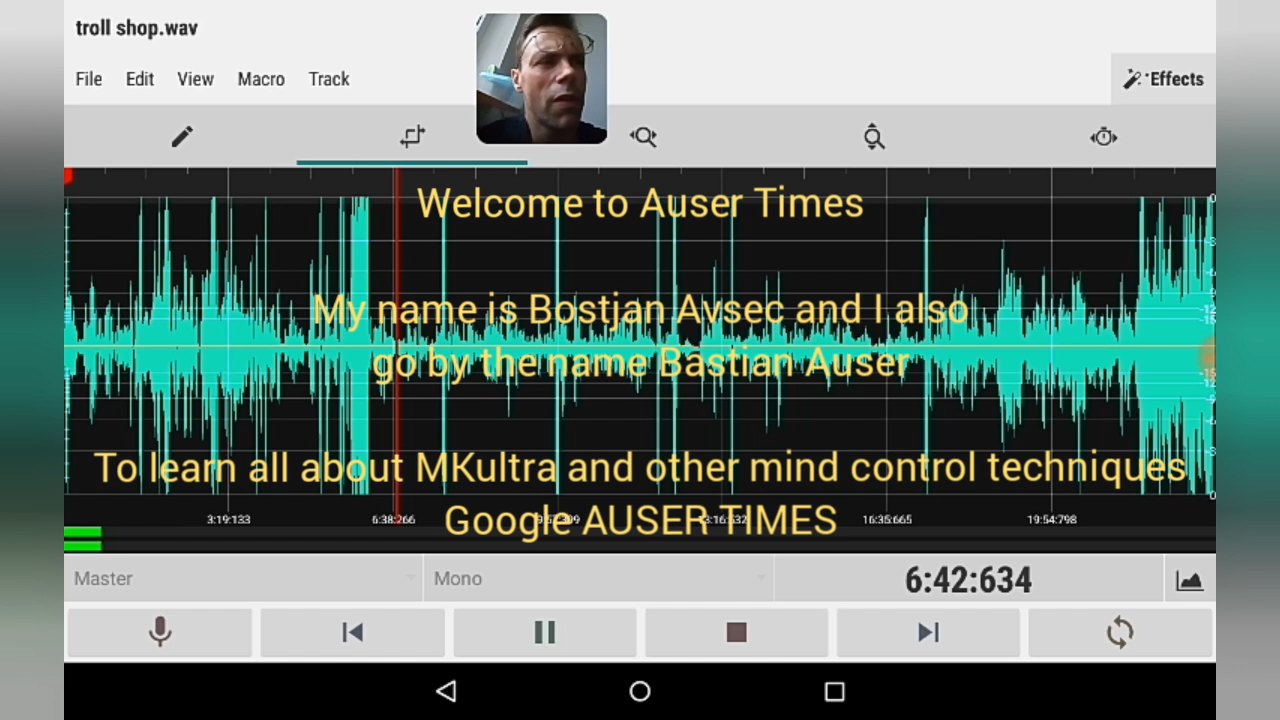 troll shop.wav
File Edit View Macro Track
Effects
Welcome to Auser Times
My name is Bostjan Avsec and I also
go by the name Bastian Auser
To learn all about MKultra and other mind control techniques
Google AUSER TIMES
3:19:133 6:38:266 16:35:665 19:54:798
Master Mono 6:42:634